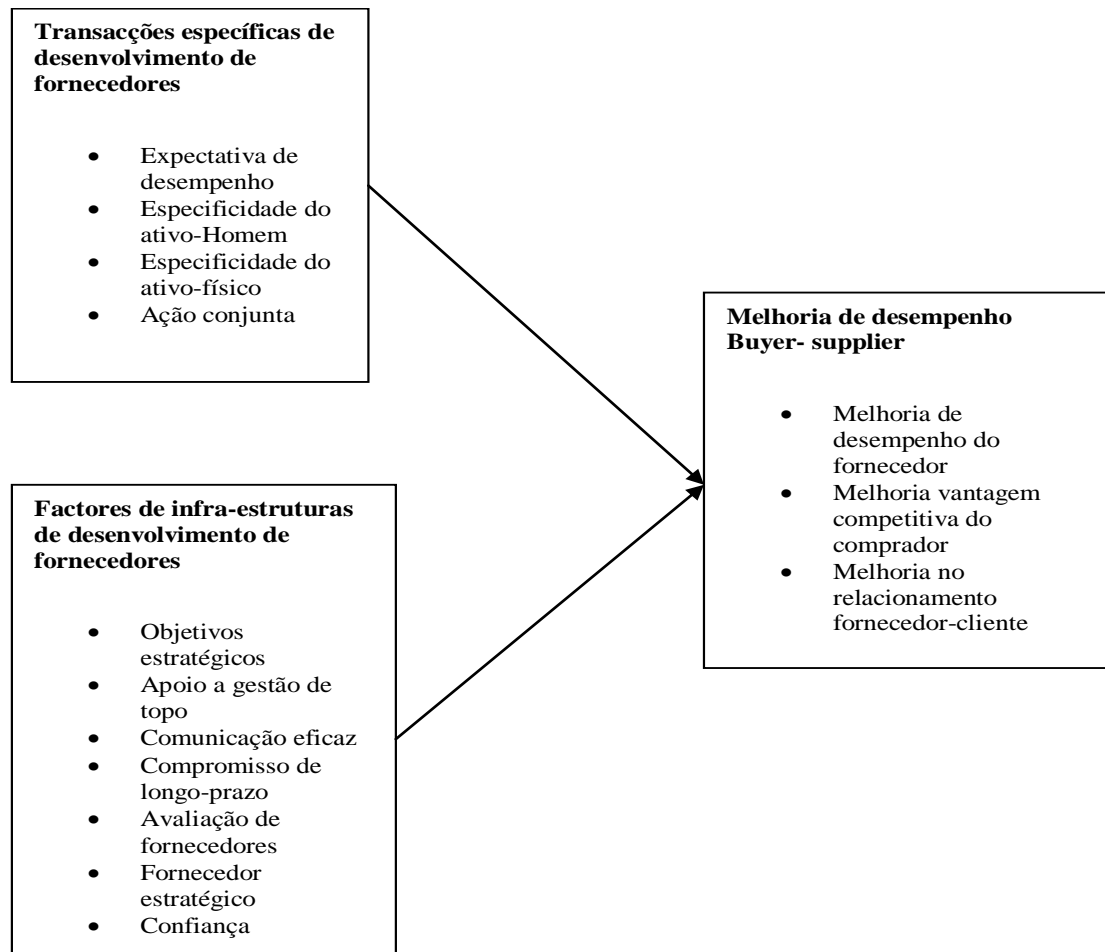 Transacções específicas de
desenvolvimento de
fornecedores
• Expectativa de
desempenho
• Especificidade do
ativo-Homem
• Especificidade do
ativo-físico
• Ação conjunta
Factores de infra-estruturas
de desenvolvimento de
fornecedores
• Objetivos
estratégicos
• Apoio a gestão de
topo
• Comunicação eficaz
• Compromisso de
longo-prazo
• Avaliação de
fornecedores
• Fornecedor
estratégico
• Confiança
Melhoria de desempenho
Buyer- supplier
• Melhoria de
desempenho do
fornecedor
• Melhoria vantagem
competitiva do
comprador
• Melhoria no
relacionamento
fornecedor-cliente